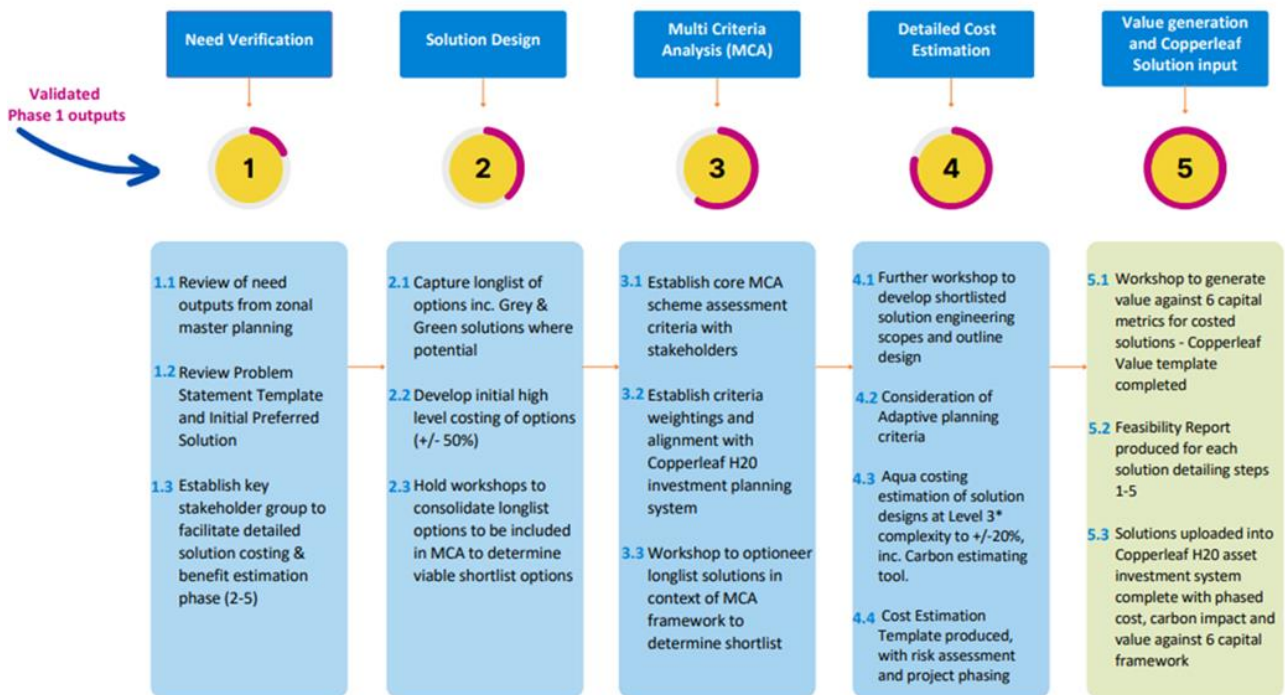 Need Verification
Solution Design
Multi Criteria
Analysis (MCA)
Detailed Cost
Estimation
Value generation
and Copperleaf
Solution input
Validated
Phase 1 outputs
1
2
3
4
5
1.1 Review of need
outputs from zonal
master planning
1.2 Review Problem
Statement Template
and Initial Preferred
Solution
1.3 Establish key
stakeholder group to
facilitate detailed
solution costing &
benefit estimation
phase (2-5)
2.1 Capture longlist of
options inc. Grey &
Green solutions where
potential
2.2 Develop initial high
level costing of options
(+/- 50%)
2.3 Hold workshops to
consolidate longlist
options to be included
in MCA to determine
viable shortlist options
3.1 Establish core MCA
scheme assessment
criteria with
stakeholders
3.2 Establish criteria
weightings and
alignment with
Copperleaf H20
investment planning
system
3.3 Workshop to optioneer
longlist solutions in
context of MCA
framework to
determine shortlist
4.1 Further workshop to
develop shortlisted
solution engineering
scopes and outline
design
4.2 Consideration of
Adaptive planning
criteria
4.3 Aqua costing
estimation of solution
designs at Level 3*
complexity to +/-20%,
inc. Carbon estimating
tool.
4.4 Cost Estimation
Template produced,
with risk assessment
and project phasing
5.1 Workshop to generate
value against 6 capital
metrics for costed
solutions - Copperleaf
Value template
completed
5.2 Feasibility Report
produced for each
solution detailing steps
1-5
5.3 Solutions uploaded into
Copperleaf H20 asset
investment system
complete with phased
cost, carbon impact and
value against 6 capital
framework